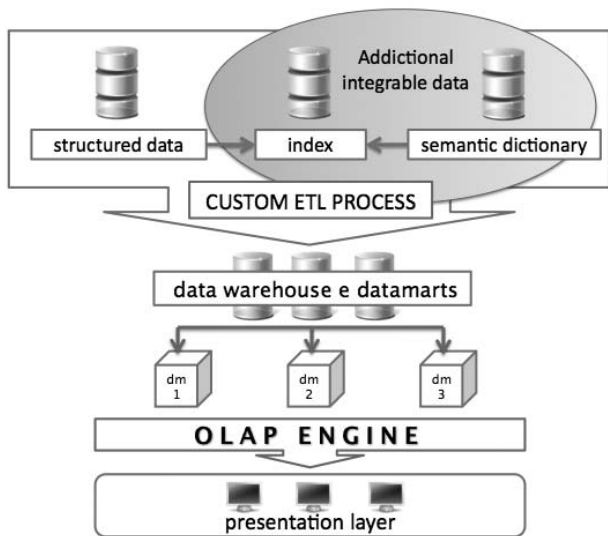 Addictional
integrable data
structured data
index
semantic dictionary
CUSTOM ETL PROCESS
data warehouse e datamarts
dm
1
dm
2
dm
3
OLAP ENGINE
presentation layer